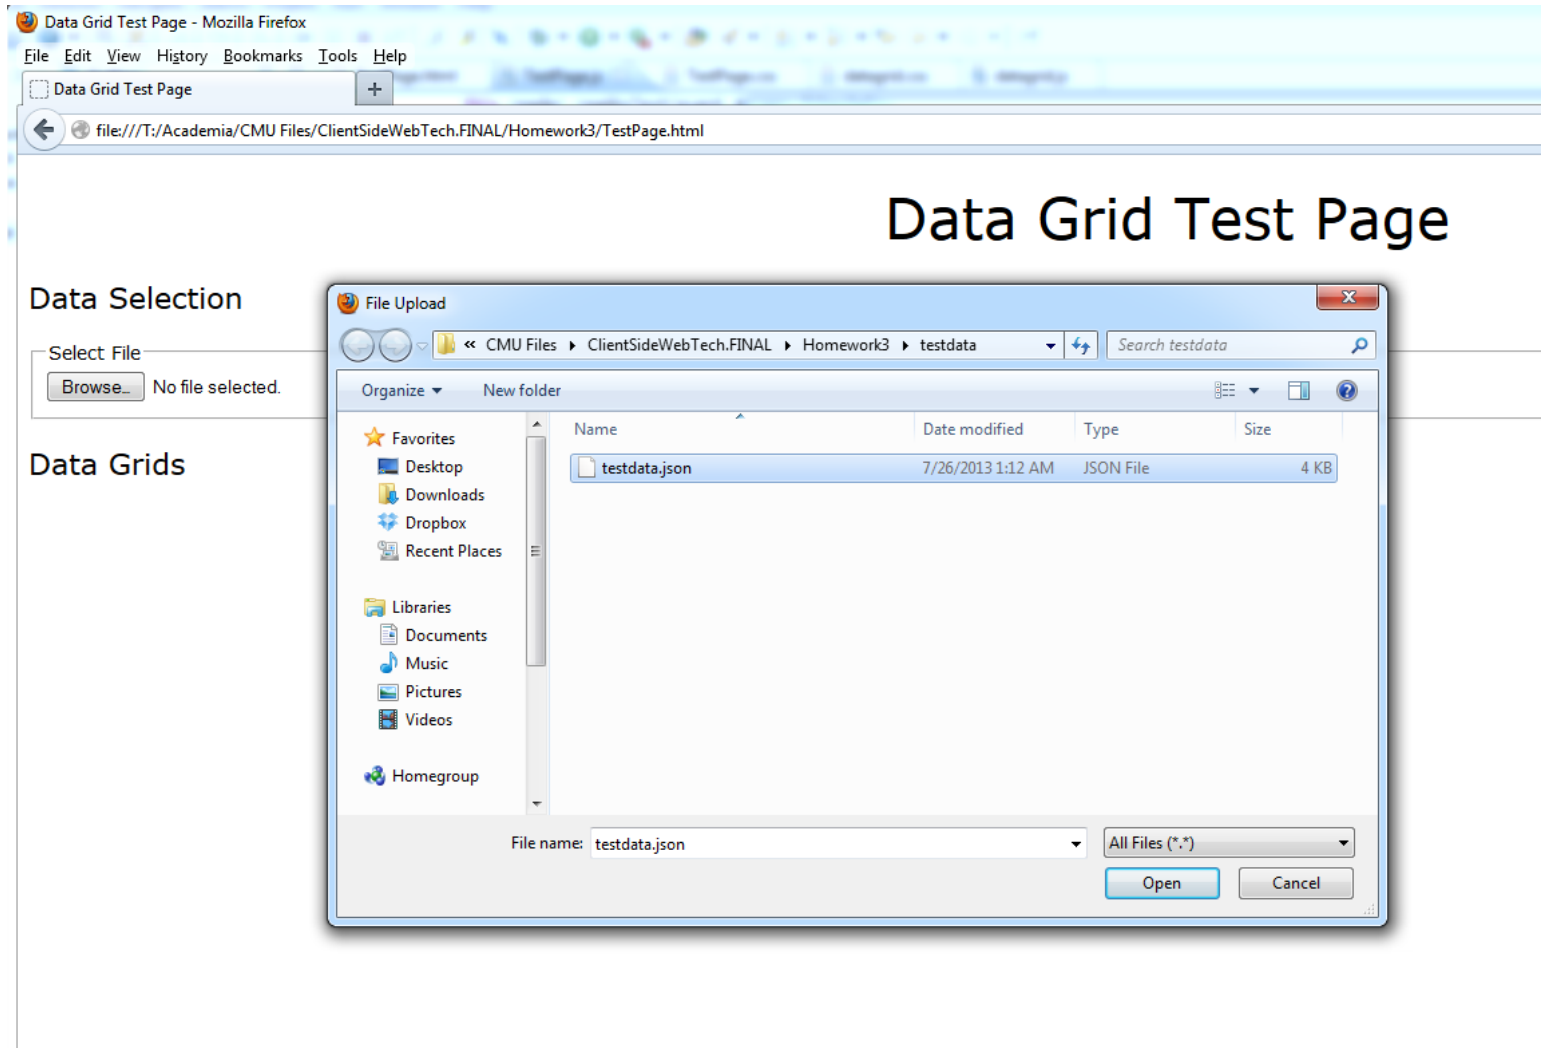 Data Grid Test Page - Mozilla Firefox
File Edit View History Bookmarks Tools Help
Data Grid Test Page +
file:///T:/Academia/CMU Files/ClientSideWebTech.FINAL/Homework3/TestPage.html
Data Grid Test Page
Data Selection
Select File
Browse... No file selected.
Data Grids
File Upload
« CMU Files ▸ ClientSideWebTech.FINAL ▸ Homework3 ▸ testdata
Search testdata
Organize New folder
Name Date modified Type Size
testdata.json 7/26/2013 1:12 AM JSON File 4 KB
Favorites
Desktop
Downloads
Dropbox
Recent Places
Libraries
Documents
Music
Pictures
Videos
Homegroup
File name: testdata.json All Files (*.*)
Open Cancel